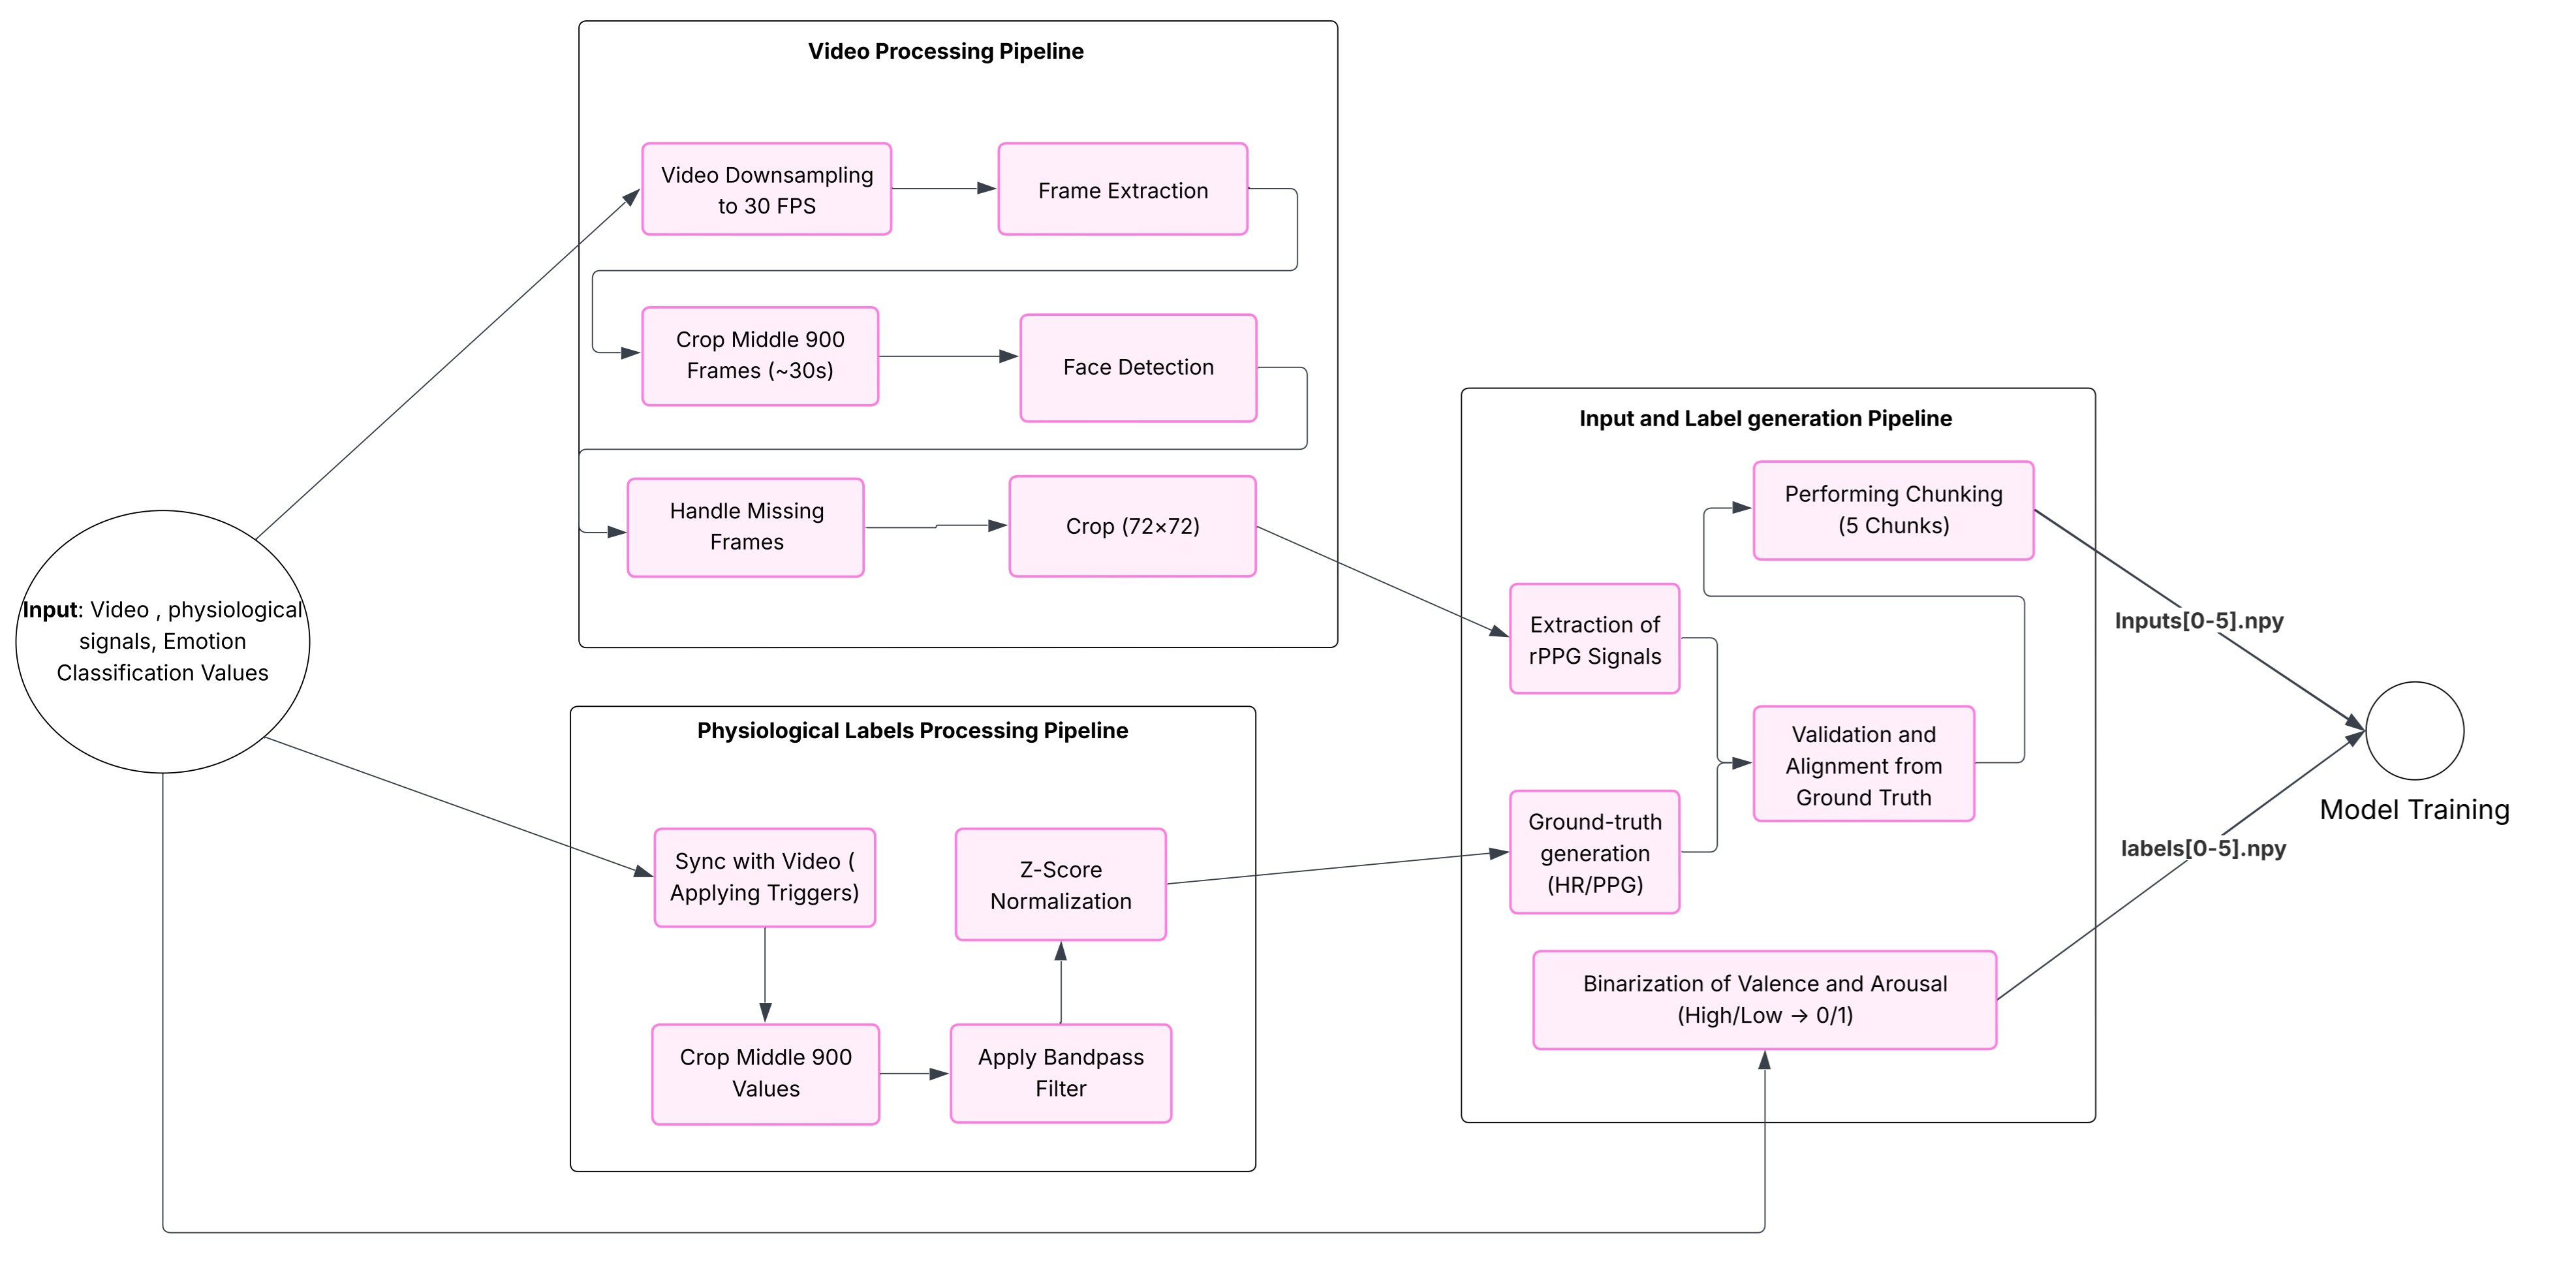 Video Processing Pipeline
Video Downsampling
to 30 FPS
Frame Extraction
Crop Middle 900
Frames (~30s)
Face Detection
Handle Missing
Frames
Crop (72×72)
Input: Video , physiological
signals, Emotion
Classification Values
Physiological Labels Processing Pipeline
Sync with Video (
Applying Triggers)
Z-Score
Normalization
Crop Middle 900
Values
Apply Bandpass
Filter
Input and Label generation Pipeline
Performing Chunking
(5 Chunks)
Extraction of
rPPG Signals
Validation and
Alignment from
Ground Truth
Ground-truth
generation
(HR/PPG)
Binarization of Valence and Arousal
(High/Low → 0/1)
Inputs[0-5].npy
labels[0-5].npy
Model Training